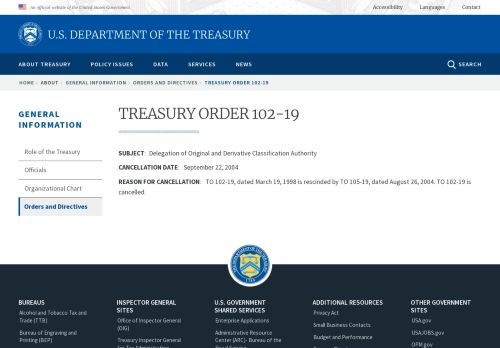 An official website of the United States Government
Accessibility Languages Contact
U.S. DEPARTMENT OF THE TREASURY
ABOUT TREASURY POLICY ISSUES DATA SERVICES NEWS SEARCH
HOME › ABOUT › GENERAL INFORMATION › ORDERS AND DIRECTIVES › TREASURY ORDER 102-19
GENERAL
INFORMATION
Role of the Treasury
Officials
Organizational Chart
Orders and Directives
TREASURY ORDER 102-19
SUBJECT: Delegation of Original and Derivative Classification Authority
CANCELLATION DATE: September 22, 2004
REASON FOR CANCELLATION: TO 102-19, dated March 19, 1998 is rescinded by TO 105-19, dated August 26, 2004. TO 102-19 is
cancelled.
BUREAUS
Alcohol and Tobacco Tax and
Trade (TTB)
Bureau of Engraving and
Printing (BEP)
INSPECTOR GENERAL
SITES
Office of Inspector General
(OIG)
Treasury Inspector General
U.S. GOVERNMENT
SHARED SERVICES
Enterprise Applications
Administrative Resource
Center (ARC)- Bureau of the
ADDITIONAL RESOURCES
Privacy Act
Small Business Contacts
Budget and Performance
OTHER GOVERNMENT
SITES
USA.gov
USAJOBS.gov
OPM.gov